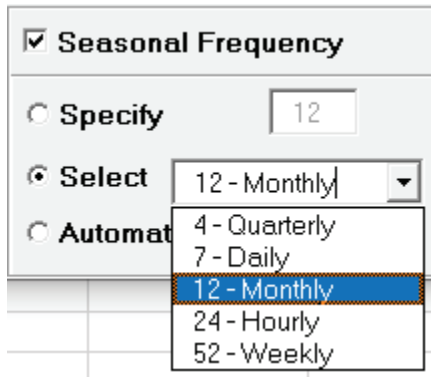 Seasonal Frequency
Specify 12
Select 12 - Monthly
Automat
4 - Quarterly
7 - Daily
12 - Monthly
24 - Hourly
52 - Weekly